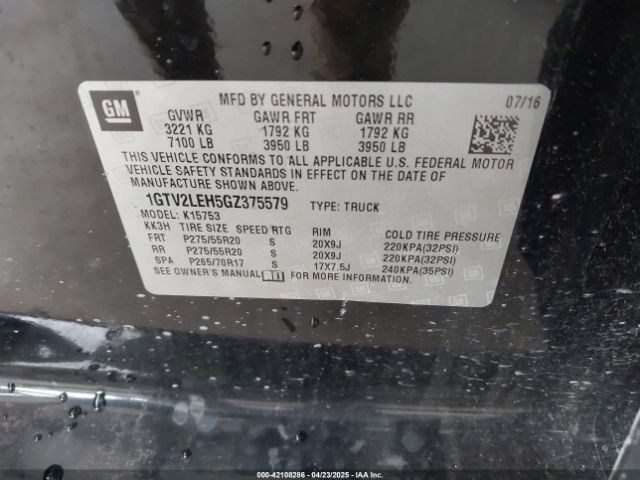 GM
MFD BY GENERAL MOTORS LLC 07/16
GVWR GAWR FRT GAWR RR
3221 KG 1792 KG 1792 KG
7100 LB 3950 LB 3950 LB
THIS VEHICLE CONFORMS TO ALL APPLICABLE U.S. FEDERAL MOTOR
VEHICLE SAFETY STANDARDS IN EFFECT ON THE DATE OF
MANUFACTURE SHOWN ABOVE.
1GTV2LEH5GZ375579 TYPE: TRUCK
MODEL: K15753
KK3H TIRE SIZE SPEED RTG RIM COLD TIRE PRESSURE
FRT P275/55R20 S 20X9J 220KPA(32PSI)
RR P275/55R20 S 20X9J 220KPA(32PSI)
SPA P265/70R17 S 17X7.5J 240KPA(35PSI)
SEE OWNER'S MANUAL FOR MORE INFORMATION.
000-42108286 - 04/23/2025 - IAAI.COM